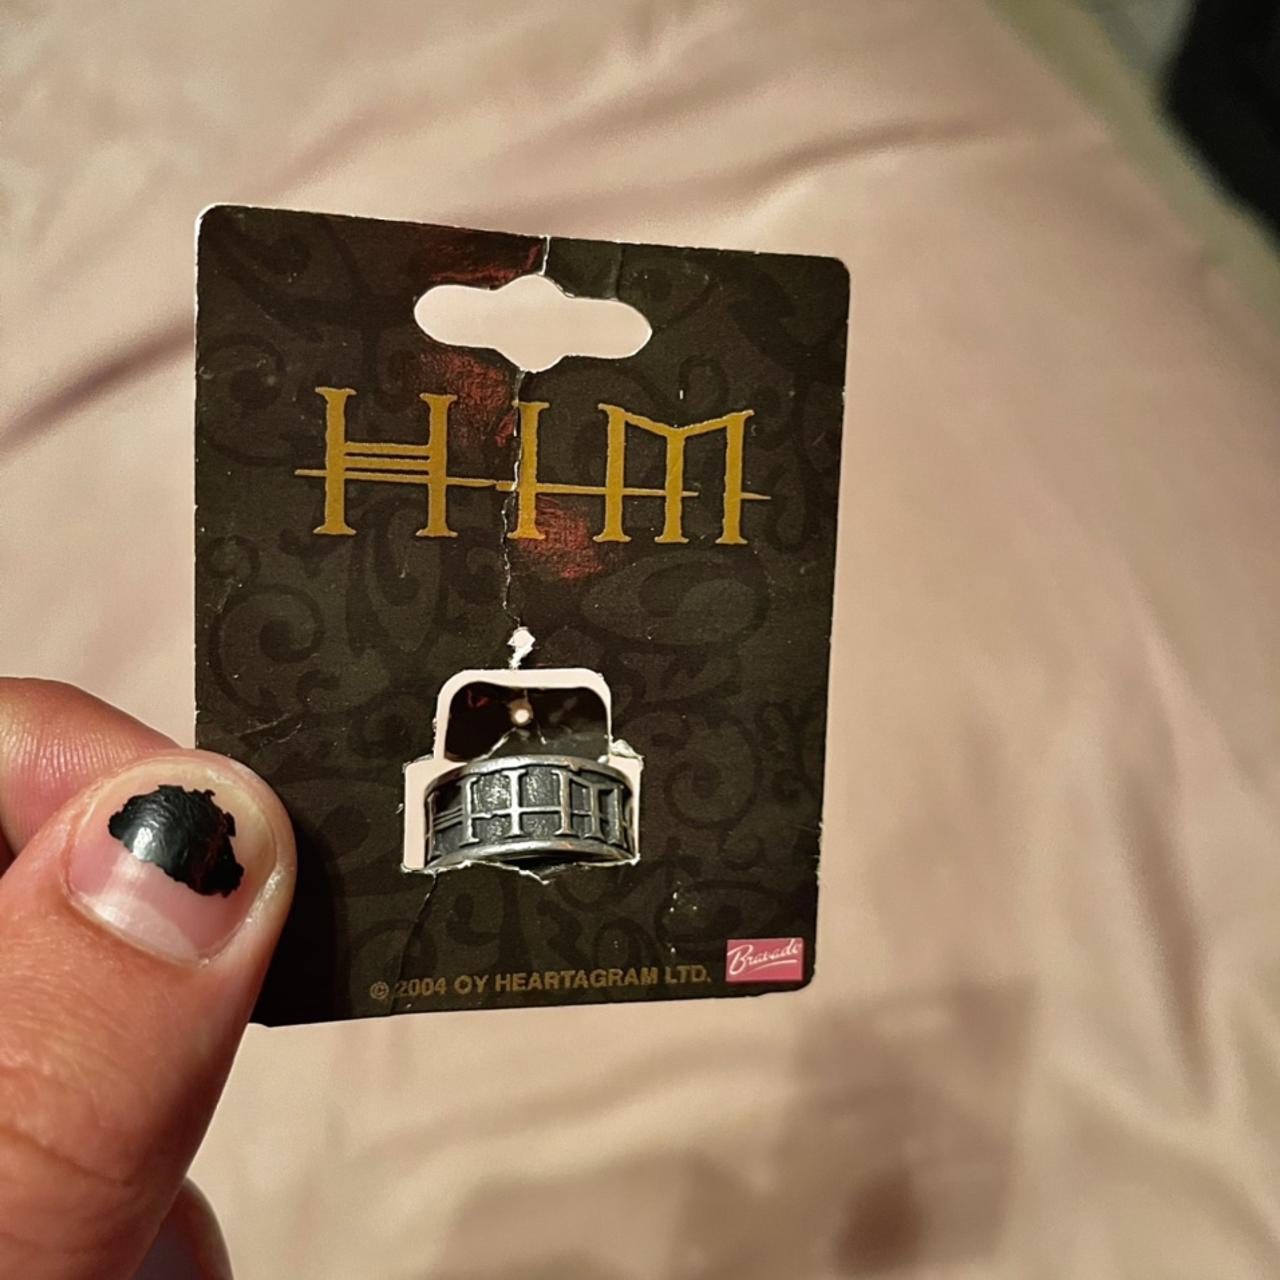 HIM
HIM
Bravado
© 2004 OY HEARTAGRAM LTD.